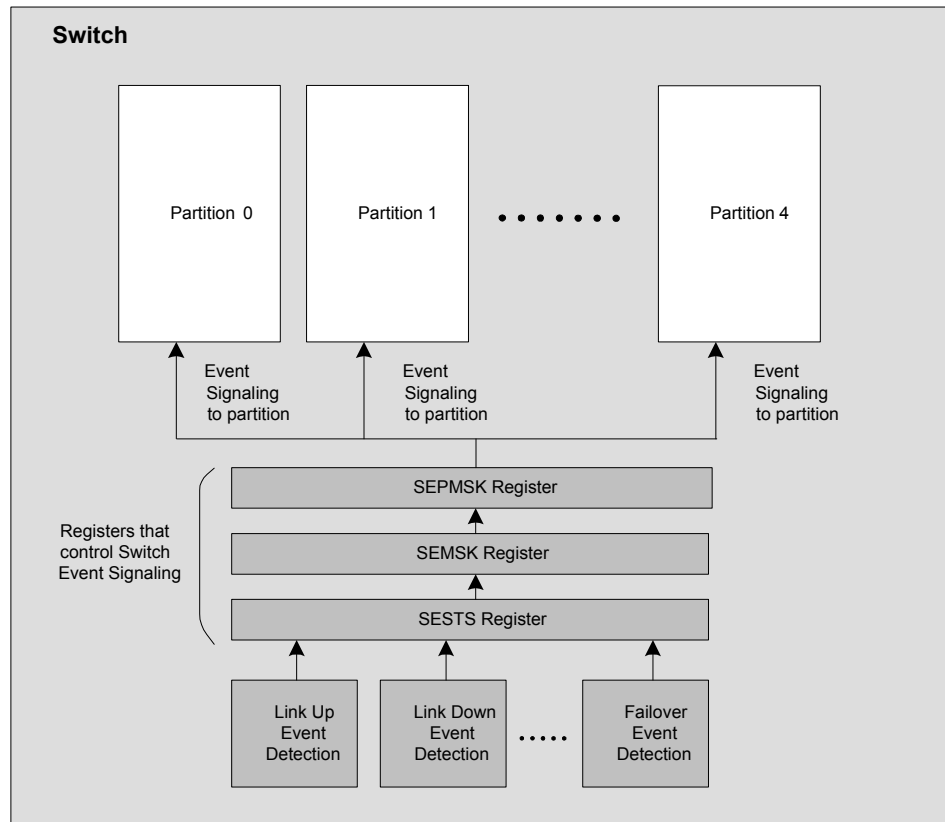 Switch
Partition 0
Partition 1
Partition 4
Event
Signaling
to partition
Event
Signaling
to partition
Event
Signaling
to partition
SEPMSK Register
Registers that
control Switch
Event Signaling
SEMSK Register
SESTS Register
Link Up
Event
Detection
Link Down
Event
Detection
Failover
Event
Detection